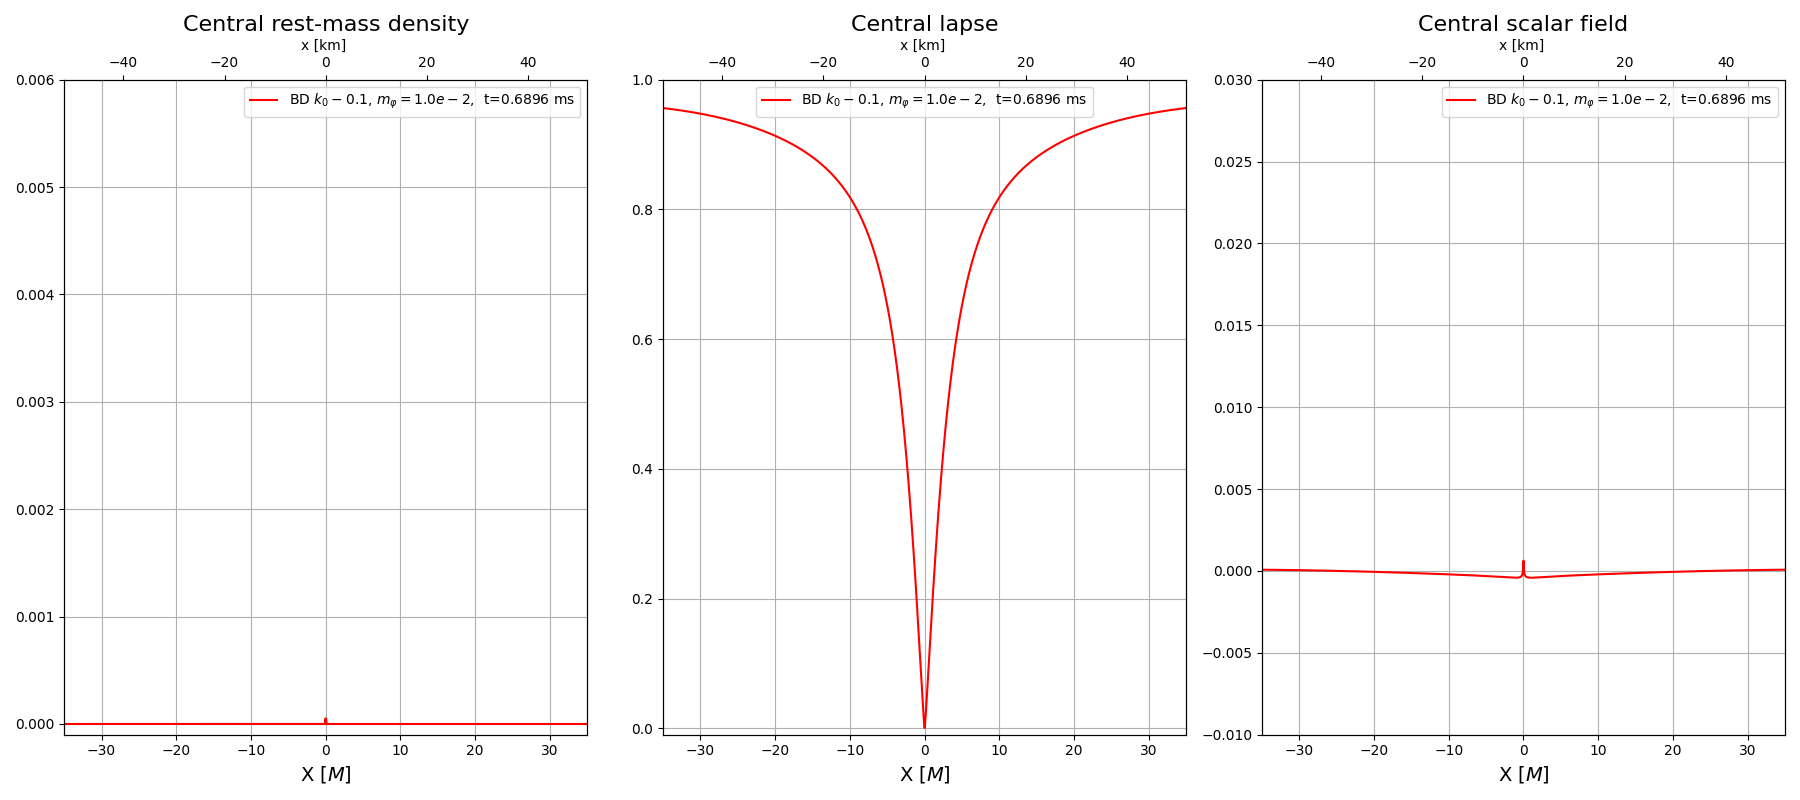 Central rest-mass density
x [km]
−40 −20 0 20 40
0.006
0.005
0.004
0.003
0.002
0.001
0.000
BD k₀ − 0.1, mᵩ = 1.0e − 2,  t=0.6896 ms
−30 −20 −10 0 10 20 30
X [M]
Central lapse
x [km]
−40 −20 0 20 40
1.0
0.8
0.6
0.4
0.2
0.0
BD k₀ − 0.1, mᵩ = 1.0e − 2,  t=0.6896 ms
−30 −20 −10 0 10 20 30
X [M]
Central scalar field
x [km]
−40 −20 0 20 40
0.030
0.025
0.020
0.015
0.010
0.005
0.000
−0.005
−0.010
BD k₀ − 0.1, mᵩ = 1.0e − 2,  t=0.6896 ms
−30 −20 −10 0 10 20 30
X [M]